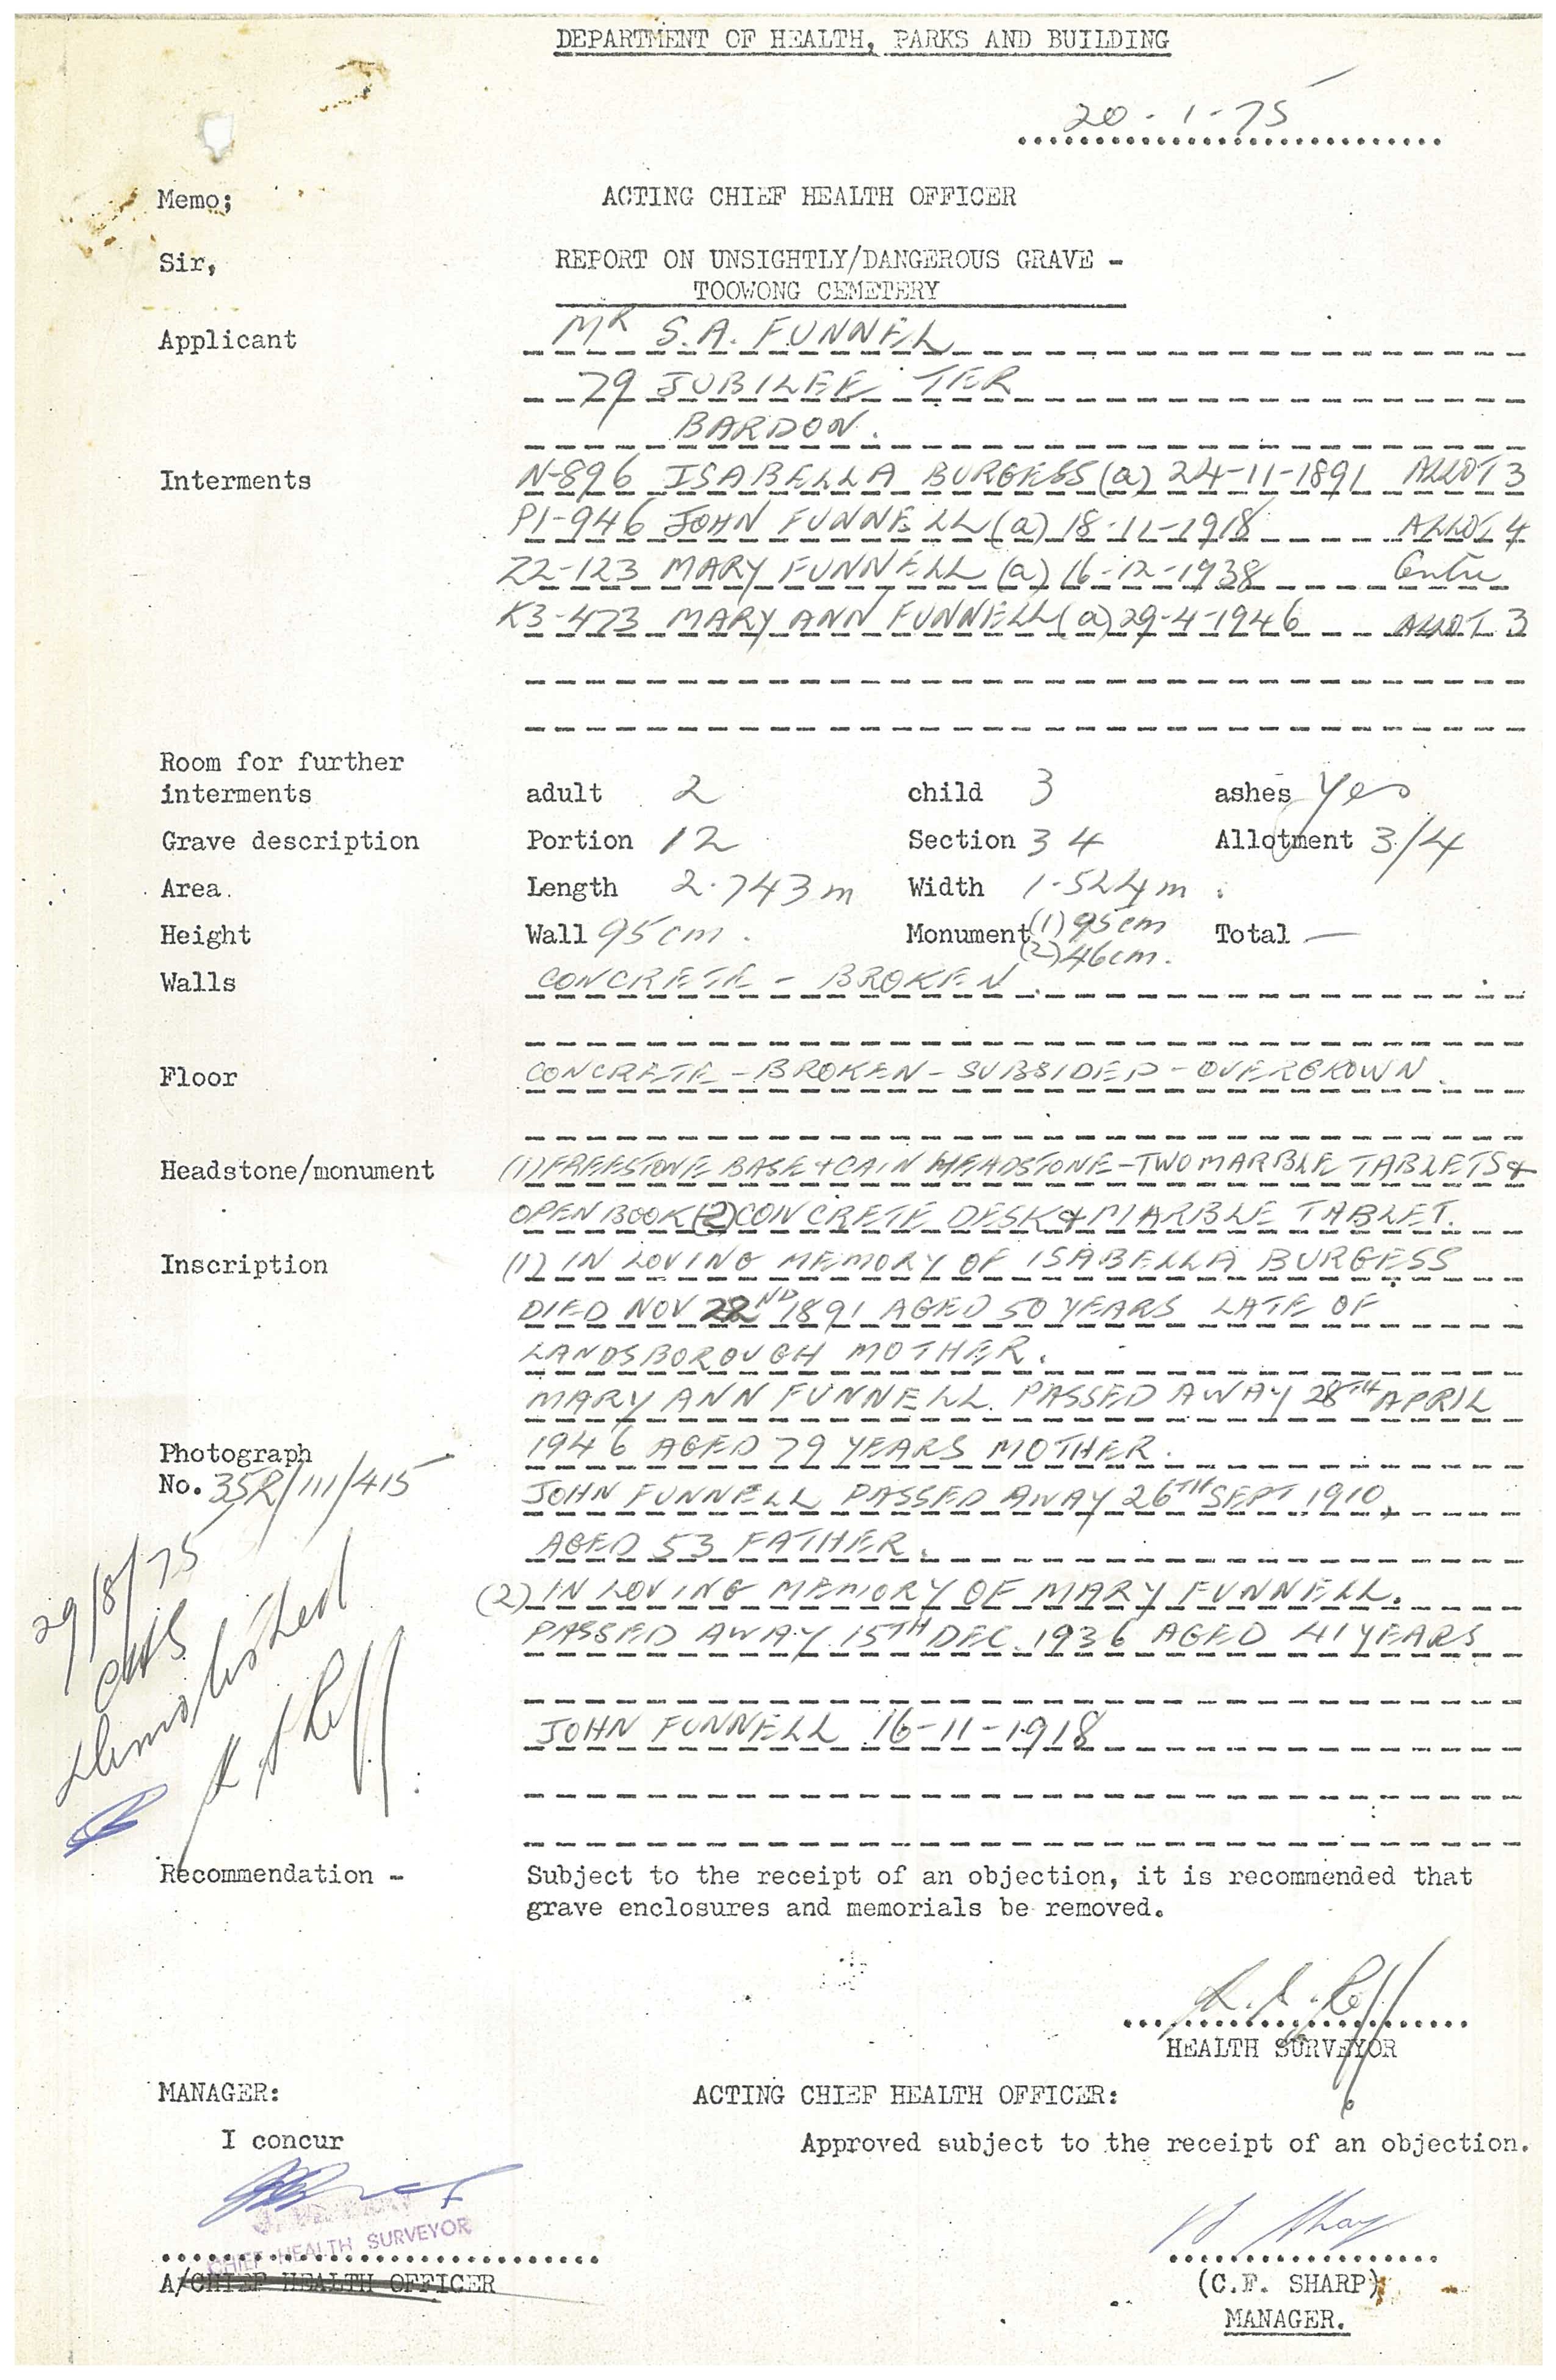 DEPARTMENT OF HEALTH, PARKS AND BUILDING
20-1-75
Memo; ACTING CHIEF HEALTH OFFICER
Sir, REPORT ON UNSIGHTLY/DANGEROUS GRAVE -
TOOWONG CEMETERY
Applicant MR S.A. FUNNEL
79 JUBILEE TER
BARDON.
Interments N-896 ISABELLA BURGESS (a) 24-11-1891 ALLOT 3
P1-946 JOHN FUNNELL (a) 18-11-1918 ALLOT 4
Z2-123 MARY FUNNELL (a) 16-12-1938 Centre
K3-473 MARY ANN FUNNELL (a) 29-4-1946 ALLOT 3
Room for further
interments adult 2 child 3 ashes Yes
Grave description Portion 12 Section 34 Allotment 3/4
Area. Length 2.743m Width 1.524m.
Height Wall 95cm. Monument (1) 95cm Total —
(2) 46cm.
Walls CONCRETE - BROKEN.
Floor CONCRETE - BROKEN - SUBSIDED - OVERGROWN.
Headstone/monument (1) FREESTONE BASE + CAIN HEADSTONE - TWO MARBLE TABLETS &
OPEN BOOK (2) CONCRETE DESK & MARBLE TABLET.
Inscription (1) IN LOVING MEMORY OF ISABELLA BURGESS
DIED NOV 22ND 1891 AGED 50 YEARS LATE OF
LANDSBOROUGH MOTHER.
MARY ANN FUNNELL PASSED AWAY 28TH APRIL
Photograph 1946 AGED 79 YEARS MOTHER.
No. 35R/111/415 JOHN FUNNELL PASSED AWAY 26TH SEPT 1910,
AGED 53 FATHER.
29/8/75
(2) IN LOVING MEMORY OF MARY FUNNELL.
PASSED AWAY 15TH DEC. 1936 AGED 41 YEARS
demolished
JOHN FUNNELL 16-11-1918
Recommendation - Subject to the receipt of an objection, it is recommended that
grave enclosures and memorials be removed.
HEALTH SURVEYOR
MANAGER: ACTING CHIEF HEALTH OFFICER:
I concur Approved subject to the receipt of an objection.
CHIEF HEALTH SURVEYOR
A/CHIEF HEALTH OFFICER (C.F. SHARP)
MANAGER.